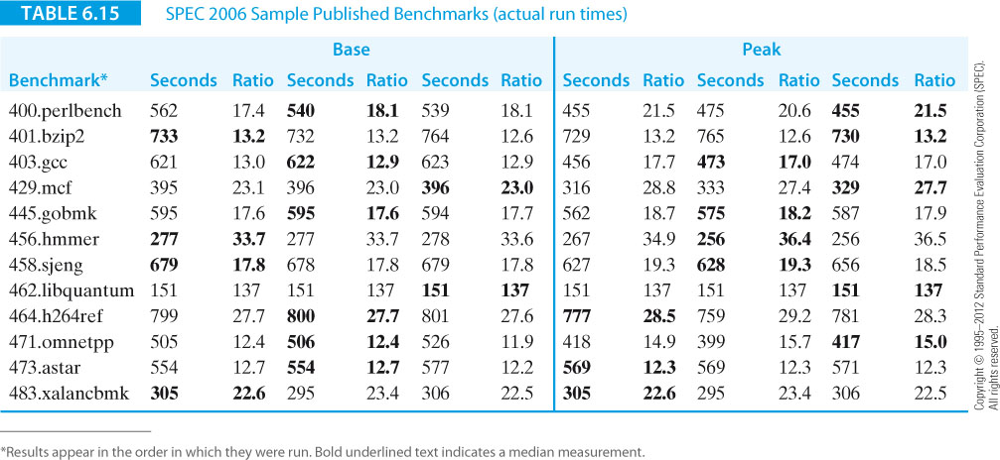 TABLE 6.15 SPEC 2006 Sample Published Benchmarks (actual run times)
Base Peak
Benchmark* Seconds Ratio Seconds Ratio Seconds Ratio Seconds Ratio Seconds Ratio Seconds Ratio
400.perlbench 562 17.4 540 18.1 539 18.1 455 21.5 475 20.6 455 21.5
401.bzip2 733 13.2 732 13.2 764 12.6 729 13.2 765 12.6 730 13.2
403.gcc 621 13.0 622 12.9 623 12.9 456 17.7 473 17.0 474 17.0
429.mcf 395 23.1 396 23.0 396 23.0 316 28.8 333 27.4 329 27.7
445.gobmk 595 17.6 595 17.6 594 17.7 562 18.7 575 18.2 587 17.9
456.hmmer 277 33.7 277 33.7 278 33.6 267 34.9 256 36.4 256 36.5
458.sjeng 679 17.8 678 17.8 679 17.8 627 19.3 628 19.3 656 18.5
462.libquantum 151 137 151 137 151 137 151 137 151 137 151 137
464.h264ref 799 27.7 800 27.7 801 27.6 777 28.5 759 29.2 781 28.3
471.omnetpp 505 12.4 506 12.4 526 11.9 418 14.9 399 15.7 417 15.0
473.astar 554 12.7 554 12.7 577 12.2 569 12.3 569 12.3 571 12.3
483.xalancbmk 305 22.6 295 23.4 306 22.5 305 22.6 295 23.4 306 22.5
*Results appear in the order in which they were run. Bold underlined text indicates a median measurement.
Copyright © 1995–2012 Standard Performance Evaluation Corporation (SPEC).
All rights reserved.